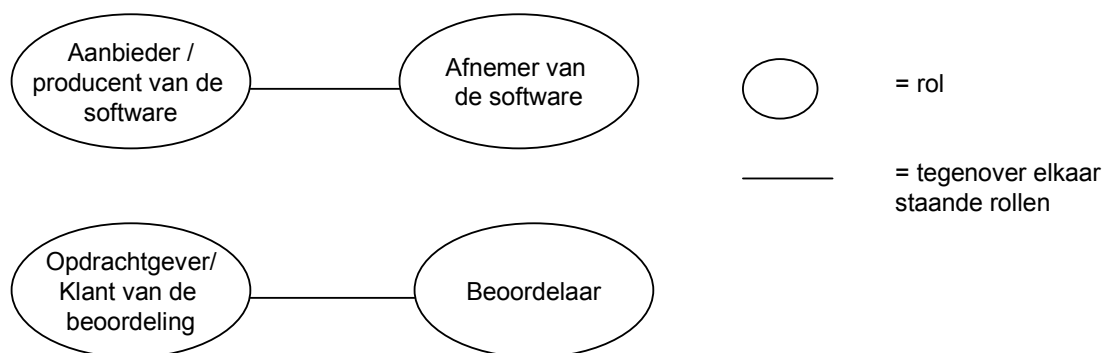 Aanbieder /
producent van de
software
Afnemer van
de software
= rol
= tegenover elkaar
staande rollen
Opdrachtgever/
Klant van de
beoordeling
Beoordelaar